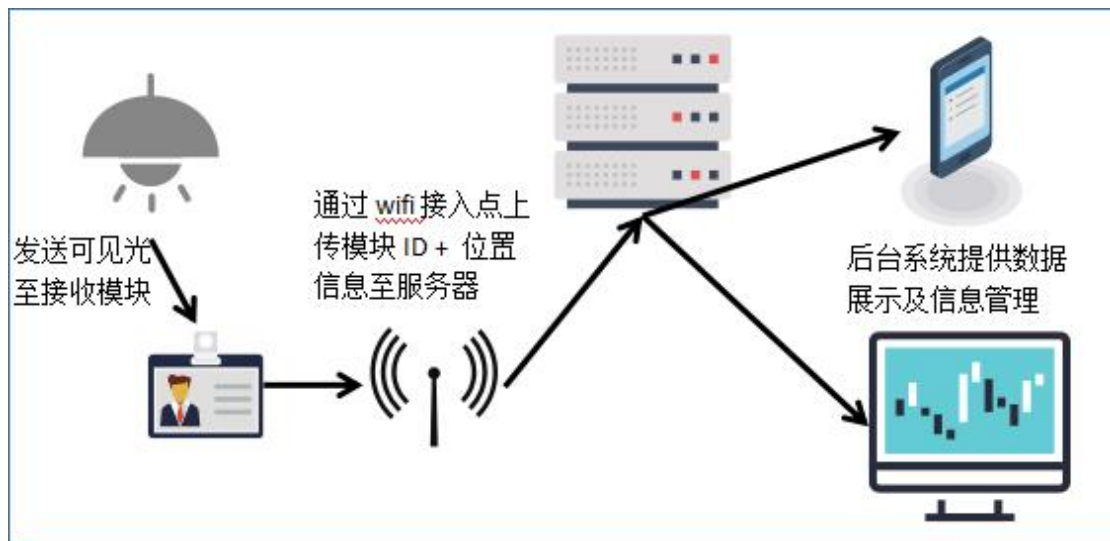 发送可见光
至接收模块
通过 wifi 接入点上
传模块 ID + 位置
信息至服务器
后台系统提供数据
展示及信息管理